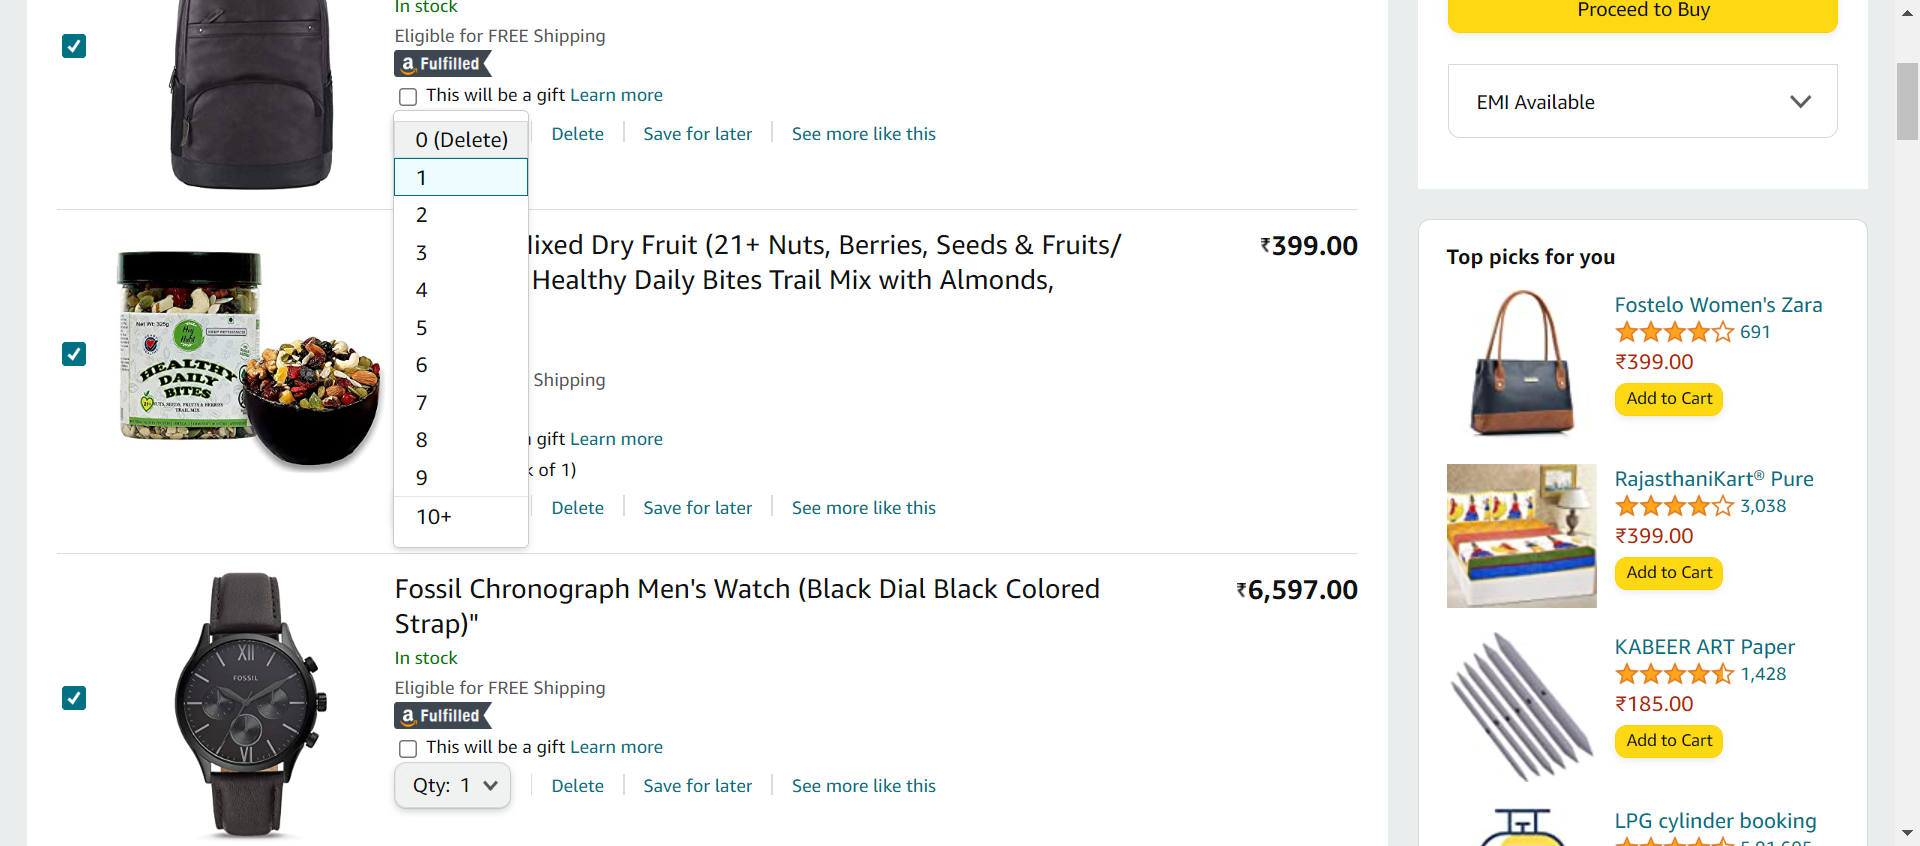 In stock
Eligible for FREE Shipping
a Fulfilled
This will be a gift Learn more
Delete
Save for later
See more like this
0 (Delete)
1
2
3
4
5
6
7
8
9
10+
Dry Fruit (21+ Nuts, Berries, Seeds & Fruits/
Healthy Daily Bites Trail Mix with Almonds,
₹399.00
Shipping
gift Learn more
of 1)
Delete
Save for later
See more like this
HEALTHY
DAILY
BITES
Fossil Chronograph Men's Watch (Black Dial Black Colored
Strap)"
₹6,597.00
In stock
Eligible for FREE Shipping
a Fulfilled
This will be a gift Learn more
Qty: 1
Delete
Save for later
See more like this
XII
FOSSIL
Proceed to Buy
EMI Available
Top picks for you
Fostelo Women's Zara
691
₹399.00
Add to Cart
RajasthaniKart® Pure
3,038
₹399.00
Add to Cart
KABEER ART Paper
1,428
₹185.00
Add to Cart
LPG cylinder booking